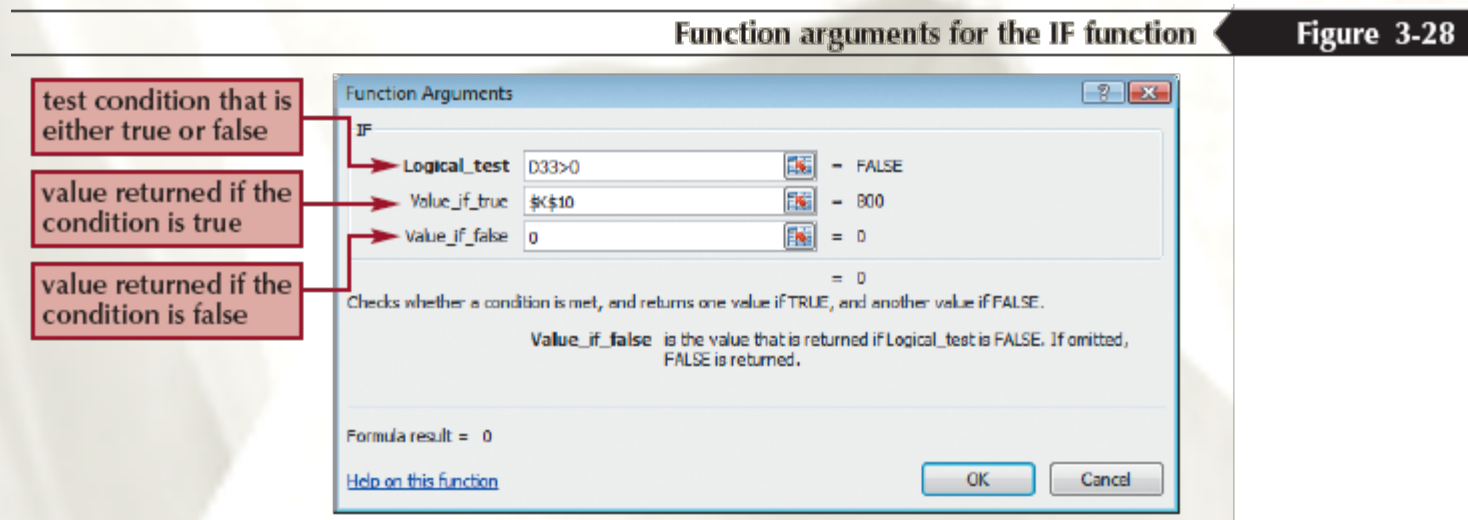 Function arguments for the IF function
Figure 3-28
test condition that is
either true or false
value returned if the
condition is true
value returned if the
condition is false
Function Arguments
?
X
IF
Logical_test D33>0 = FALSE
Value_if_true $K$10 = 800
Value_if_false 0 = 0
= 0
Checks whether a condition is met, and returns one value if TRUE, and another value if FALSE.
Value_if_false is the value that is returned if Logical_test is FALSE. If omitted,
FALSE is returned.
Formula result = 0
Help on this function
OK
Cancel